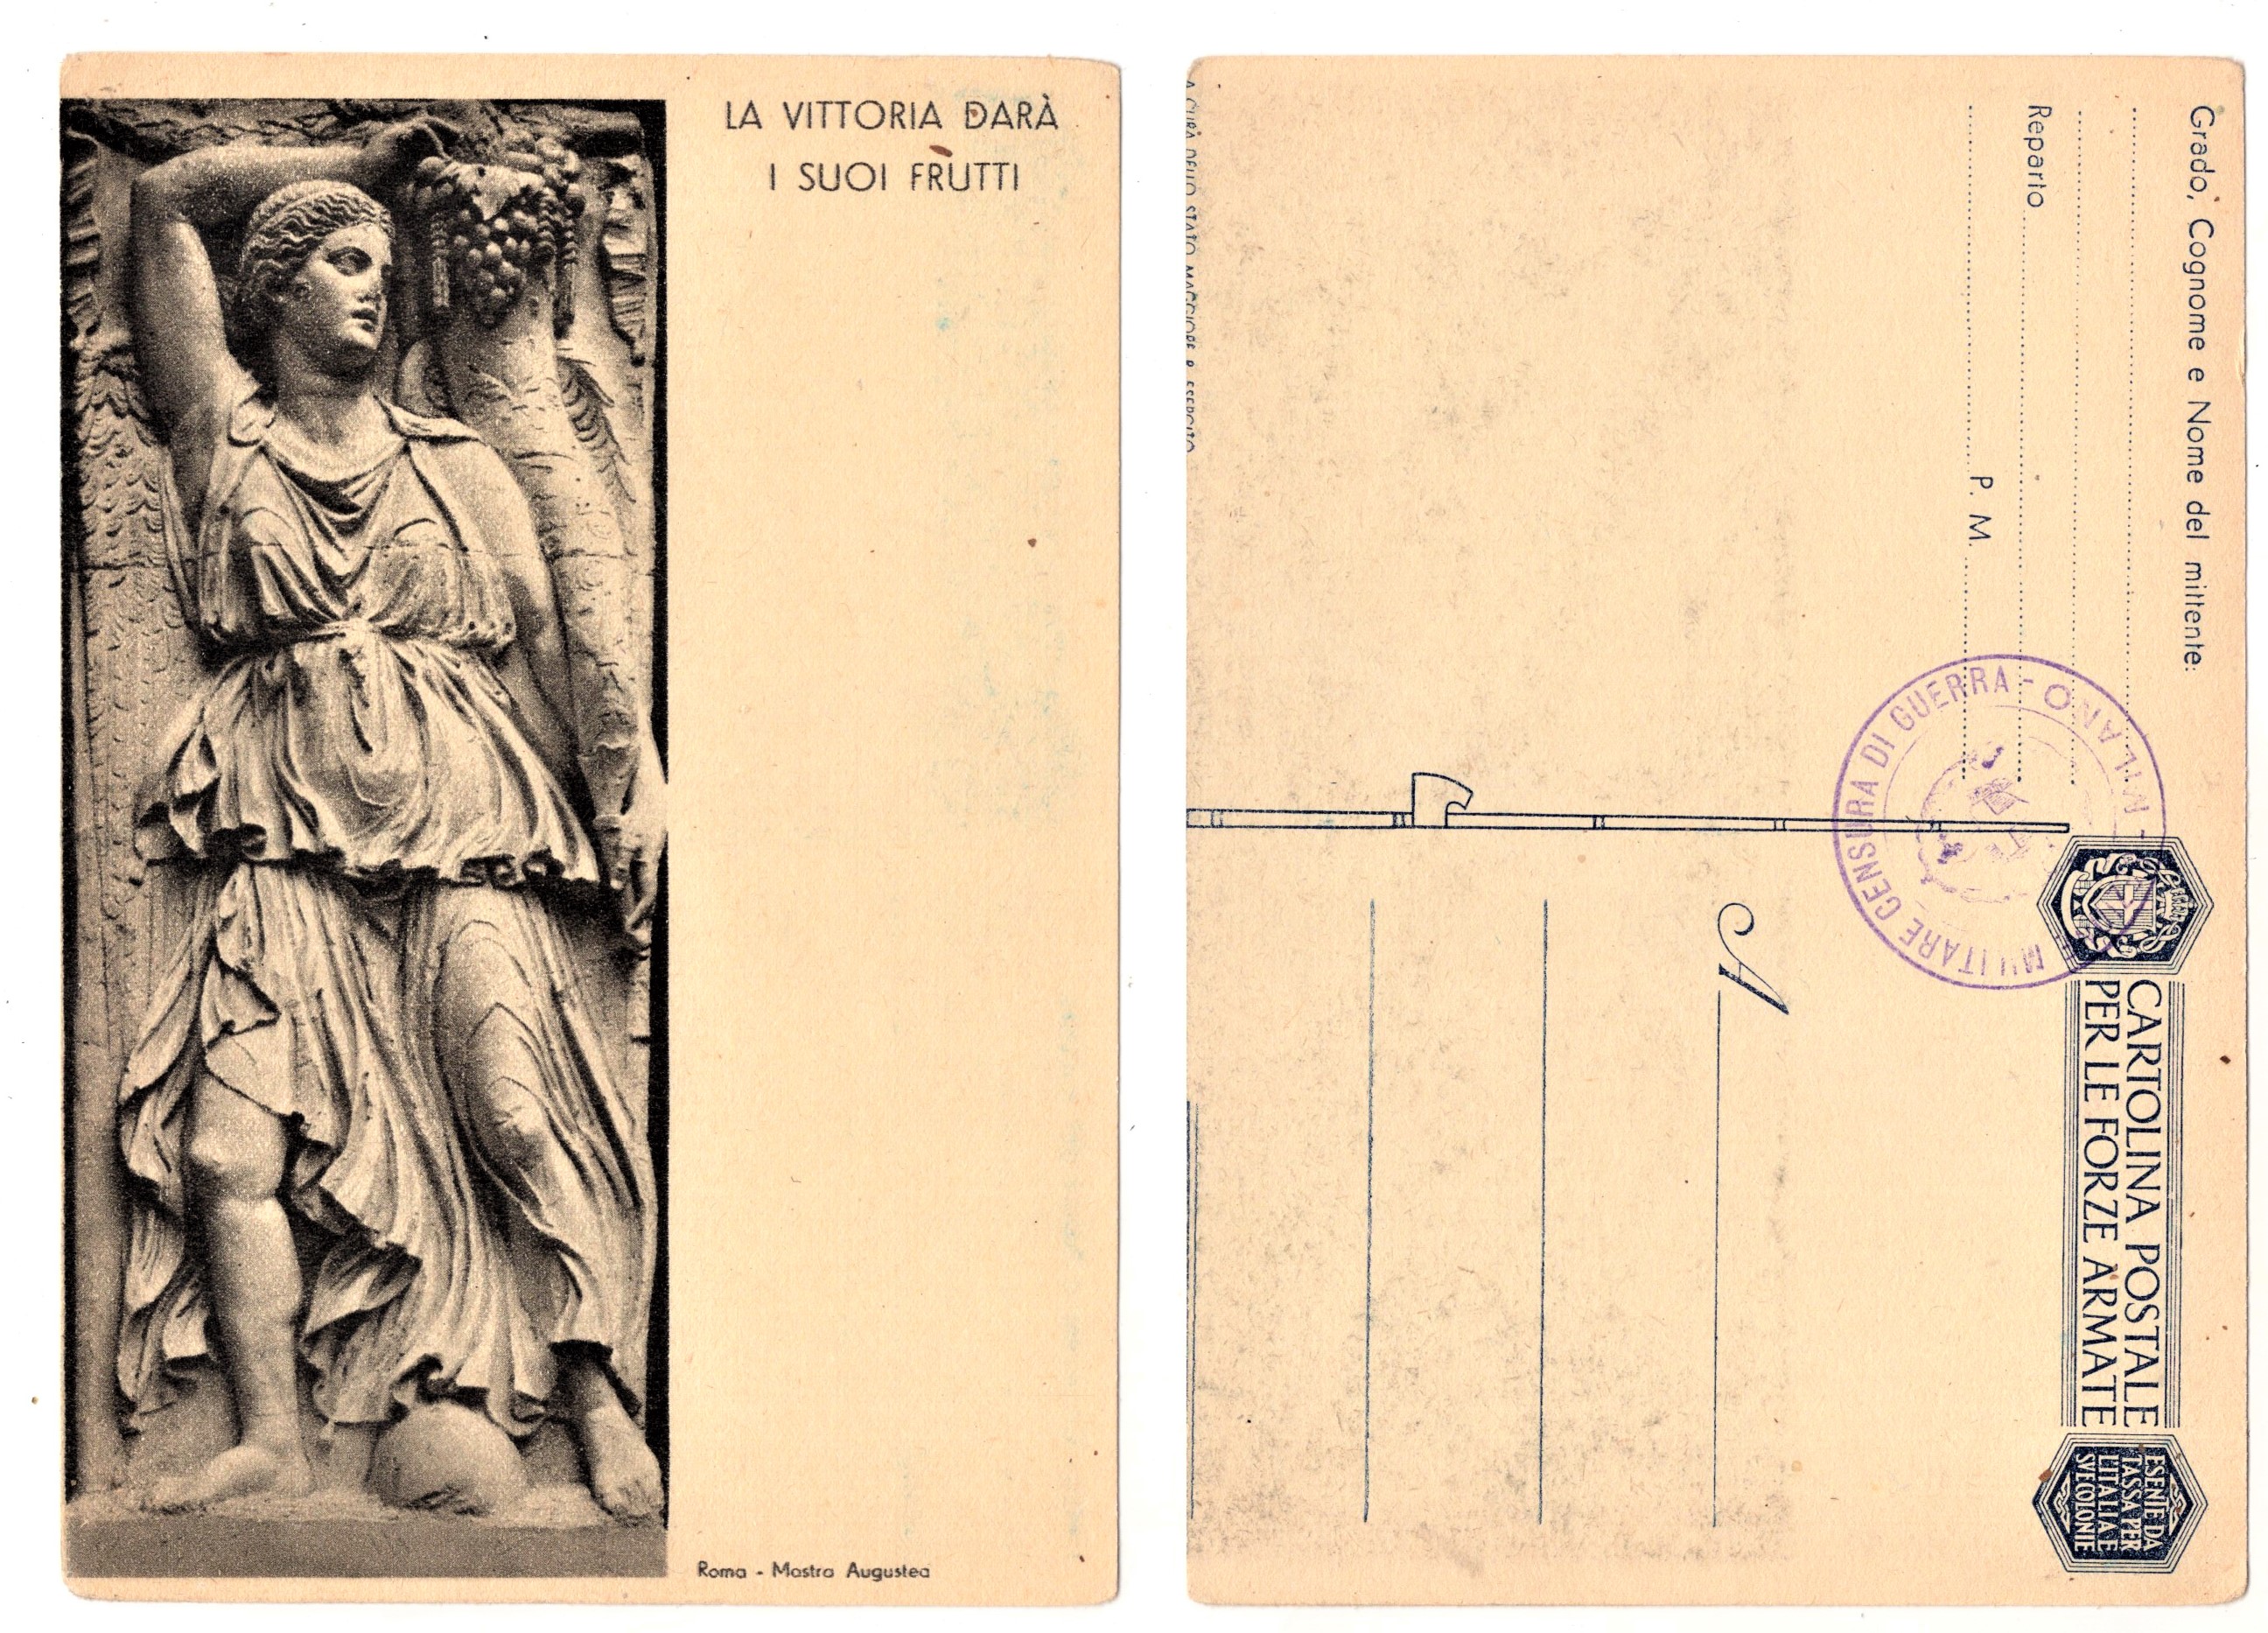 LA VITTORIA DARÀ
I SUOI FRUTTI
Roma - Mostra Augustea
Grado, Cognome e Nome del mittente:
Reparto
P. M.
MILITARE CENSURA DI GUERRA - MILANO -
CARTOLINA POSTALE
PER LE FORZE ARMATE
ESENTE DA
TASSA PER
L'ITALIA E
SVE COLONIE
A
A CURA DELLO STATO MAGGIORE R. ESERCITO